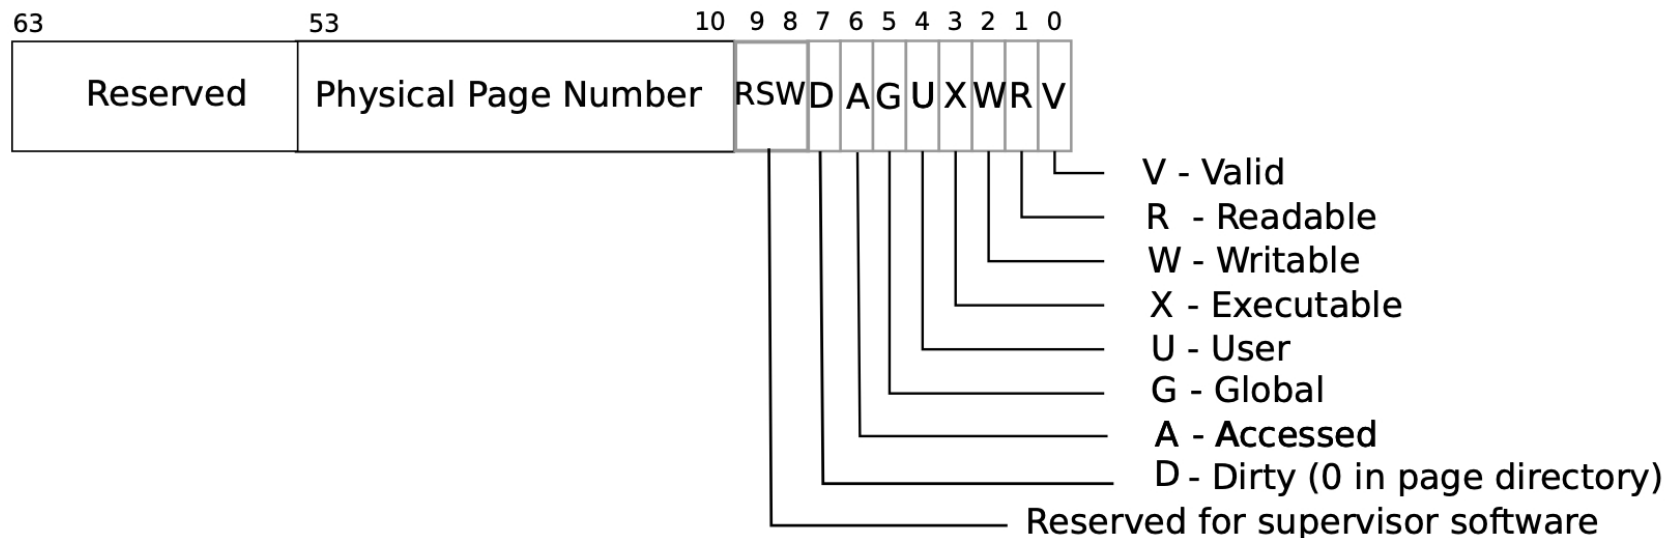 63 53 10 9 8 7 6 5 4 3 2 1 0
Reserved Physical Page Number RSW D A G U X W R V
V - Valid
R - Readable
W - Writable
X - Executable
U - User
G - Global
A - Accessed
D - Dirty (0 in page directory)
Reserved for supervisor software